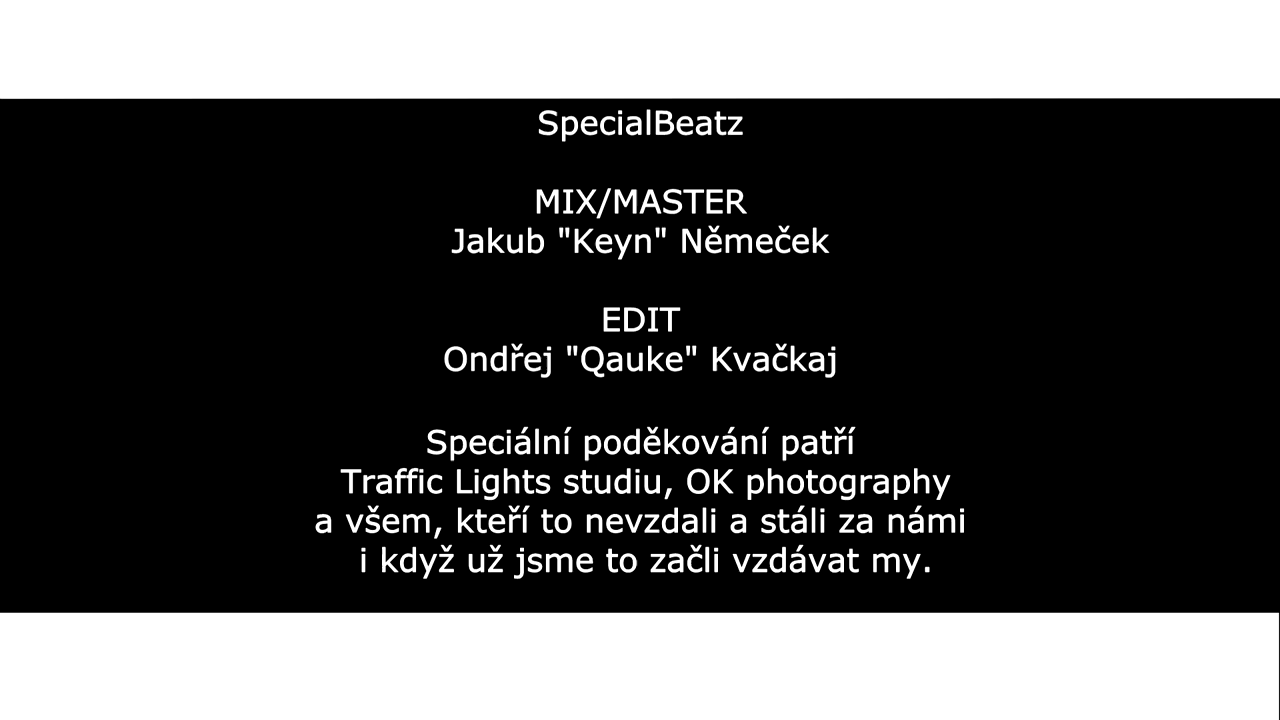 SpecialBeatz
MIX/MASTER
Jakub "Keyn" Němeček
EDIT
Ondřej "Qauke" Kvačkaj
Speciální poděkování patří
Traffic Lights studiu, OK photography
a všem, kteří to nevzdali a stáli za námi
i když už jsme to začli vzdávat my.